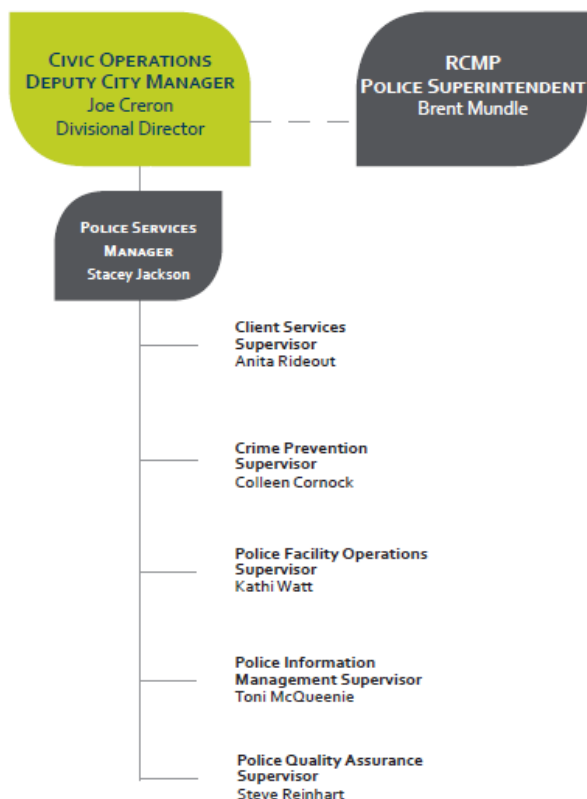 CIVIC OPERATIONS
DEPUTY CITY MANAGER
Joe Creron
Divisional Director
RCMP
POLICE SUPERINTENDENT
Brent Mundle
POLICE SERVICES
MANAGER
Stacey Jackson
Client Services
Supervisor
Anita Rideout
Crime Prevention
Supervisor
Colleen Cornock
Police Facility Operations
Supervisor
Kathi Watt
Police Information
Management Supervisor
Toni McQueenie
Police Quality Assurance
Supervisor
Steve Reinhart